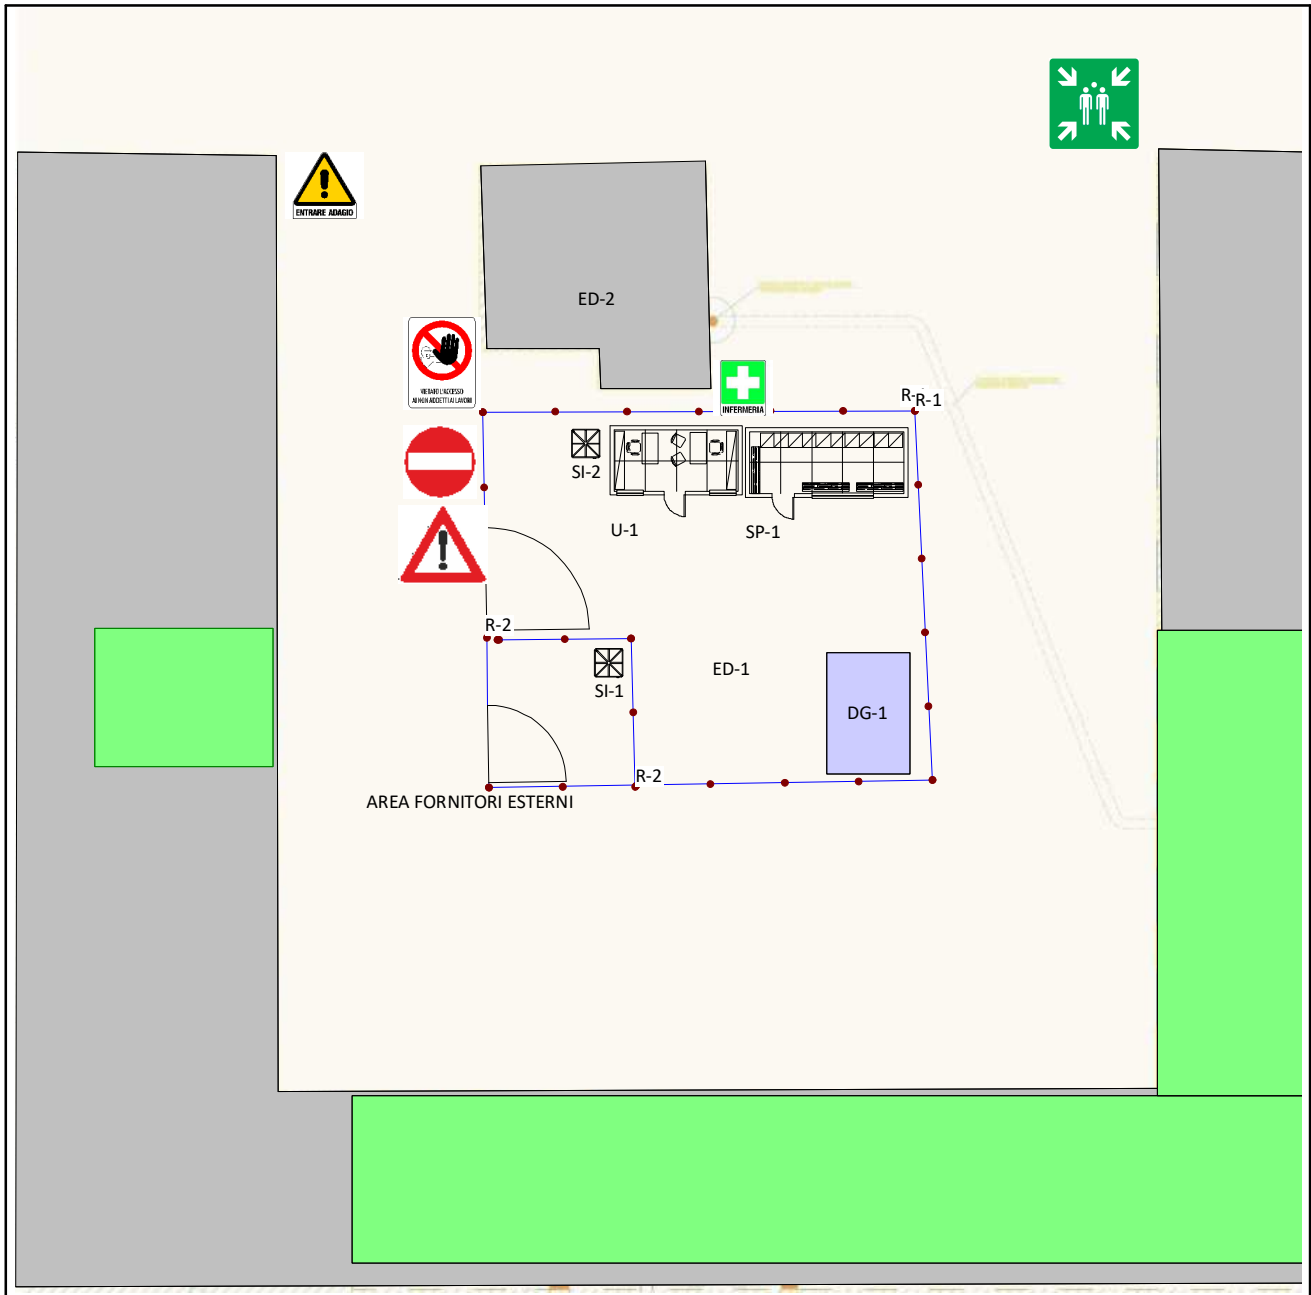 ENTRARE ADAGIO
ED-2
VIETATO L'ACCESSO
AI NON ADDETTI AI LAVORI
INFERMERIA
R-
R-1
SI-2
U-1
SP-1
R-2
SI-1
ED-1
DG-1
R-2
AREA FORNITORI ESTERNI